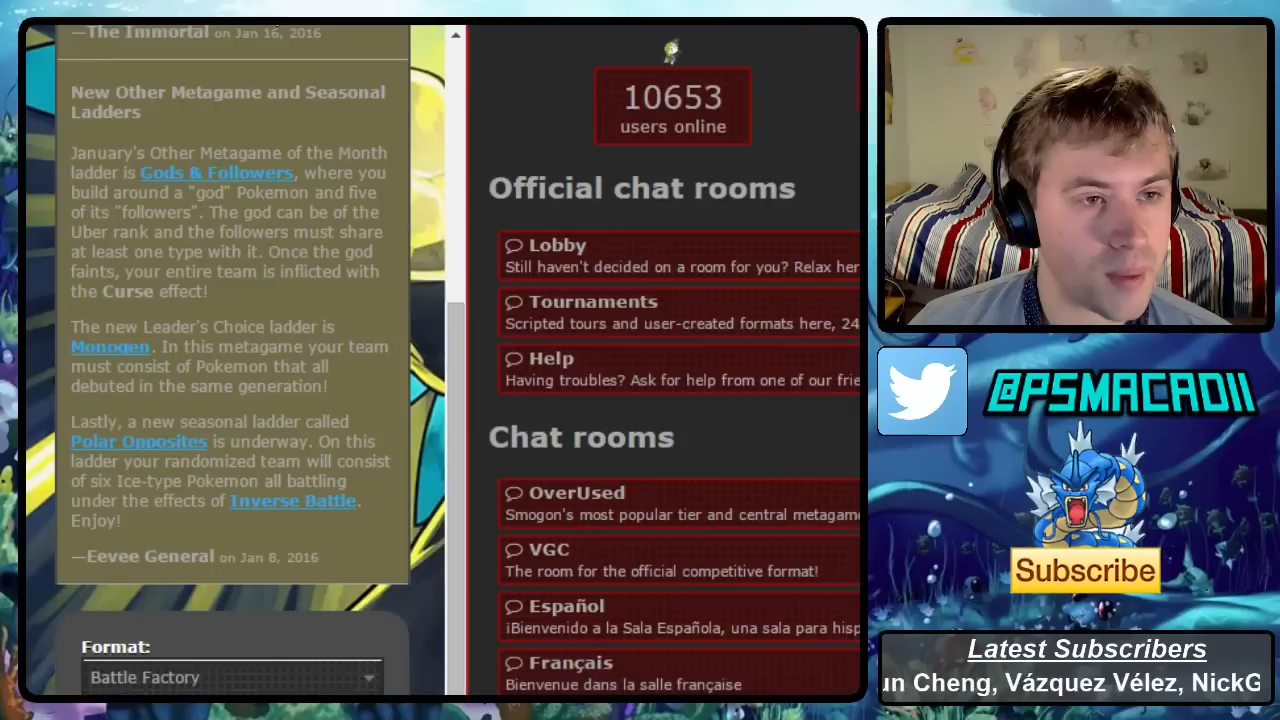 —The Immortal on Jan 16, 2016
New Other Metagame and Seasonal
Ladders
January's Other Metagame of the Month
ladder is Gods & Followers, where you
build around a "god" Pokemon and five
of its "followers". The god can be of the
Uber rank and the followers must share
at least one type with it. Once the god
faints, your entire team is inflicted with
the Curse effect!
The new Leader's Choice ladder is
Monogen. In this metagame your team
must consist of Pokemon that all
debuted in the same generation!
Lastly, a new seasonal ladder called
Polar Opposites is underway. On this
ladder your randomized team will consist
of six Ice-type Pokemon all battling
under the effects of Inverse Battle.
Enjoy!
—Eevee General on Jan 8, 2016
Format:
Battle Factory
10653
users online
Official chat rooms
Lobby
Still haven't decided on a room for you? Relax her
Tournaments
Scripted tours and user-created formats here, 24
Help
Having troubles? Ask for help from one of our frie
Chat rooms
OverUsed
Smogon's most popular tier and central metagam
VGC
The room for the official competitive format!
Español
¡Bienvenido a la Sala Española, una sala para hisp
Français
Bienvenue dans la salle française
@PSMACADII
Subscribe
Latest Subscribers
un Cheng, Vázquez Vélez, NickG